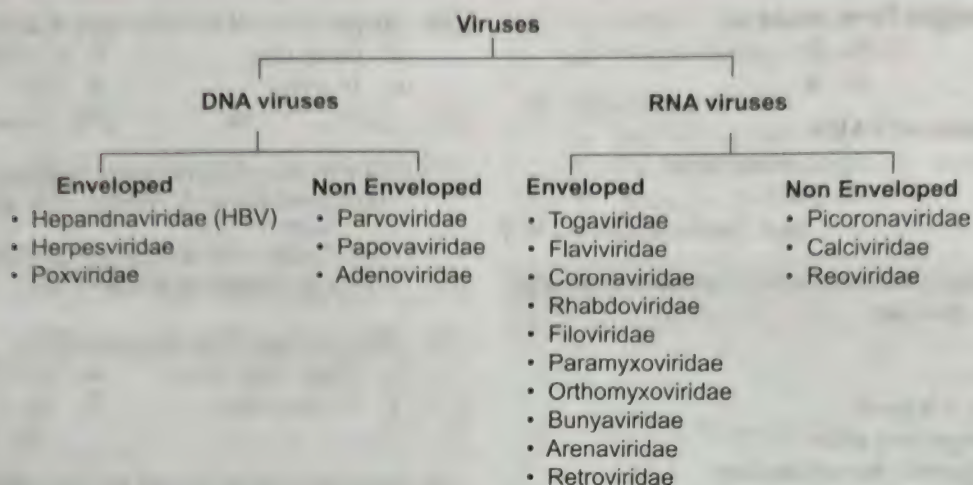 Viruses
DNA viruses
RNA viruses
Enveloped
• Hepandnaviridae (HBV)
• Herpesviridae
• Poxviridae
Non Enveloped
• Parvoviridae
• Papovaviridae
• Adenoviridae
Enveloped
• Togaviridae
• Flaviviridae
• Coronaviridae
• Rhabdoviridae
• Filoviridae
• Paramyxoviridae
• Orthomyxoviridae
• Bunyaviridae
• Arenaviridae
• Retroviridae
Non Enveloped
• Picoronaviridae
• Calciviridae
• Reoviridae